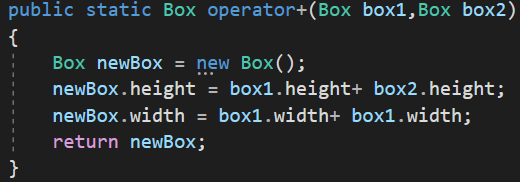 public static Box operator+(Box box1,Box box2)
{
Box newBox = new Box();
newBox.height = box1.height+ box2.height;
newBox.width = box1.width+ box1.width;
return newBox;
}